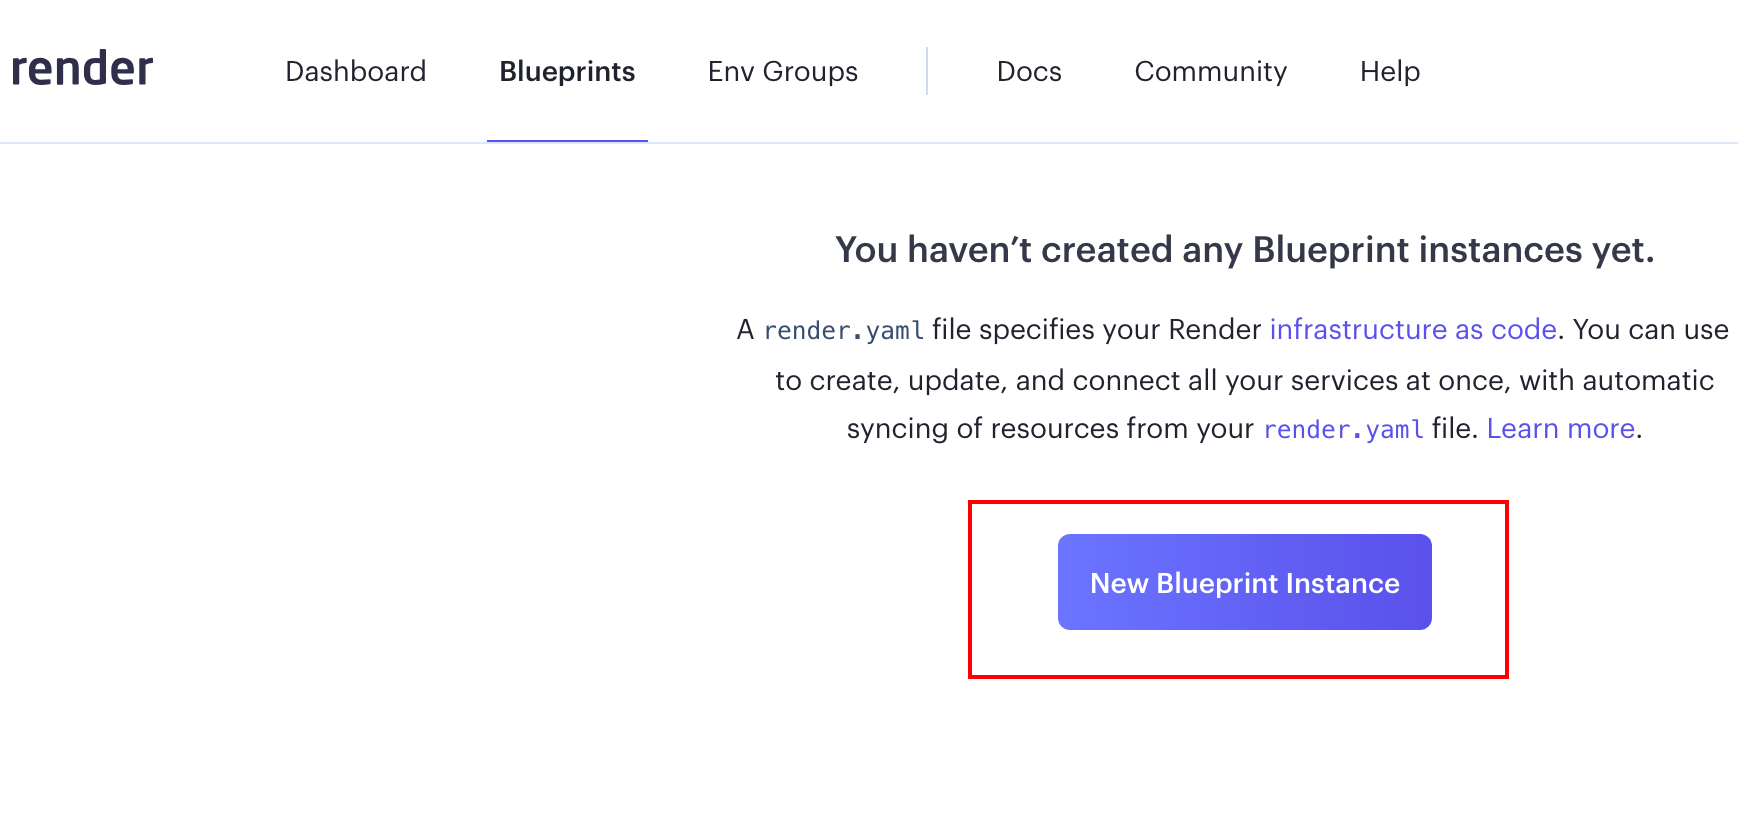 render
Dashboard
Blueprints
Env Groups
Docs
Community
Help
You haven’t created any Blueprint instances yet.
A render.yaml file specifies your Render infrastructure as code. You can use
to create, update, and connect all your services at once, with automatic
syncing of resources from your render.yaml file. Learn more.
New Blueprint Instance